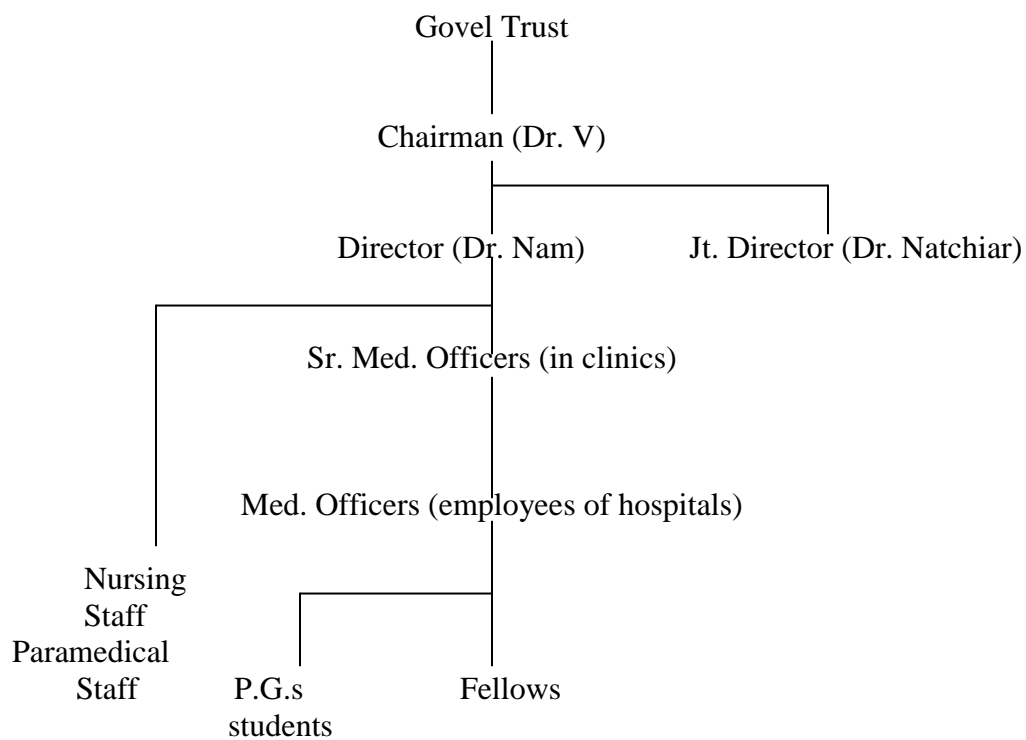 Govel Trust
Chairman (Dr. V)
Director (Dr. Nam)
Jt. Director (Dr. Natchiar)
Sr. Med. Officers (in clinics)
Med. Officers (employees of hospitals)
Nursing
Staff
Paramedical
Staff
P.G.s
students
Fellows